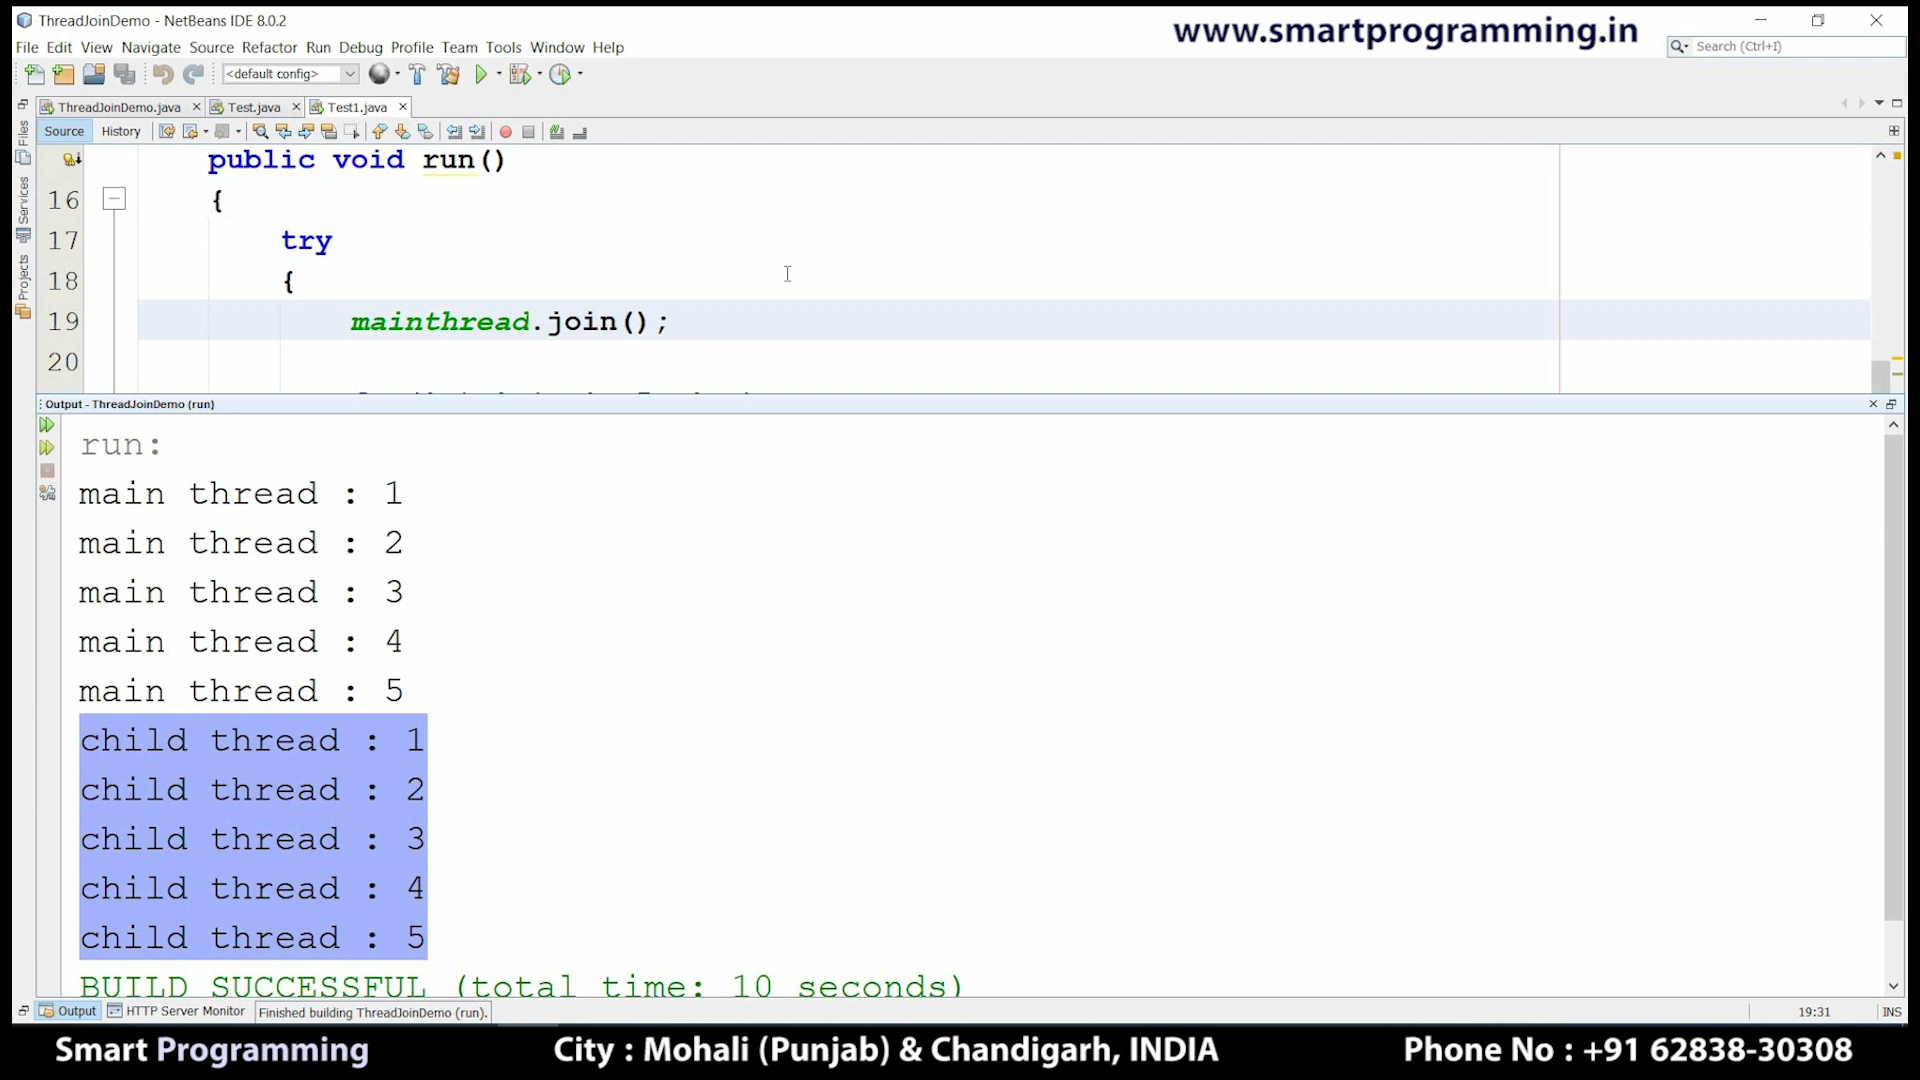 ThreadJoinDemo - NetBeans IDE 8.0.2
www.smartprogramming.in
File Edit View Navigate Source Refactor Run Debug Profile Team Tools Window Help
Search (Ctrl+I)
<default config>
ThreadJoinDemo.java Test.java Test1.java
Source History
Files
Services
Projects
public void run()
16 {
17 try
18 {
19 mainthread.join();
20
Output - ThreadJoinDemo (run)
run:
main thread : 1
main thread : 2
main thread : 3
main thread : 4
main thread : 5
child thread : 1
child thread : 2
child thread : 3
child thread : 4
child thread : 5
BUILD SUCCESSFUL (total time: 10 seconds)
Output HTTP Server Monitor Finished building ThreadJoinDemo (run). 19:31 INS
Smart Programming City : Mohali (Punjab) & Chandigarh, INDIA Phone No : +91 62838-30308